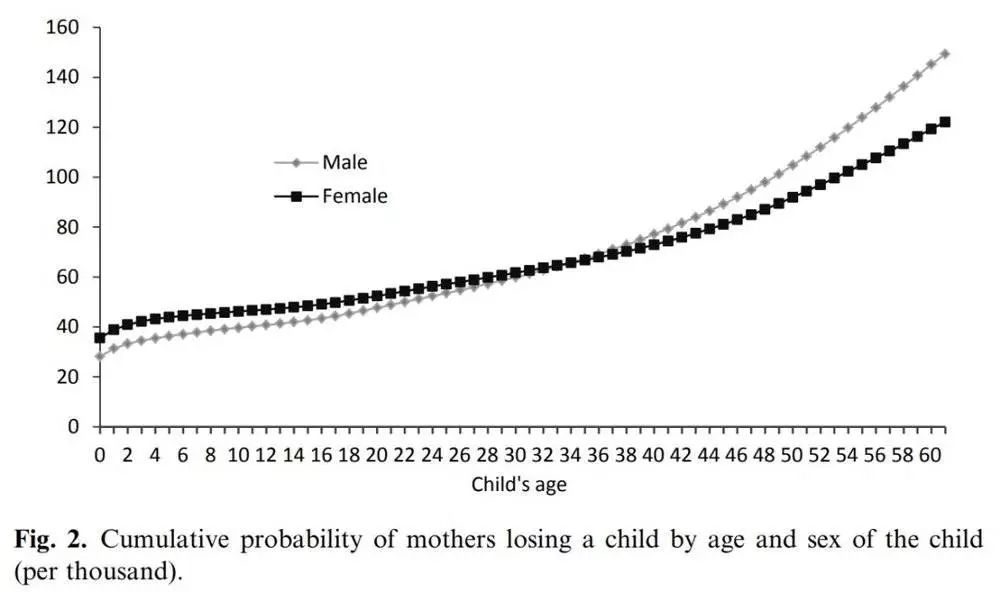 160
140
120
100
80
60
40
20
0
Male
Female
0 2 4 6 8 10 12 14 16 18 20 22 24 26 28 30 32 34 36 38 40 42 44 46 48 50 52 54 56 58 60
Child's age
Fig. 2. Cumulative probability of mothers losing a child by age and sex of the child
(per thousand).